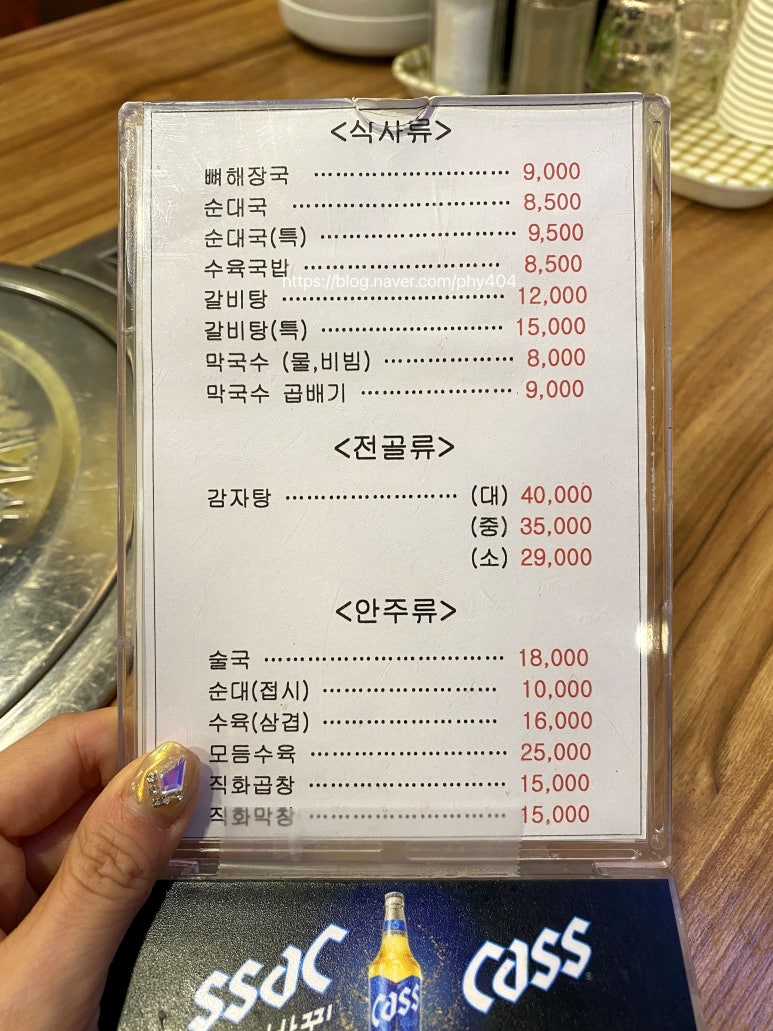 <식사류>
뼈해장국 ………………………… 9,000
순대국 ………………………… 8,500
순대국(특) ………………………… 9,500
수육국밥 ………………………… 8,500
https://blog.naver.com/phy404
갈비탕 ………………………… 12,000
갈비탕(특) ………………………… 15,000
막국수 (물,비빔) ……………… 8,000
막국수 곱배기 ………………… 9,000
<전골류>
감자탕 ……………………… (대) 40,000
(중) 35,000
(소) 29,000
<안주류>
술국 ………………………… 18,000
순대(접시) ……………………… 10,000
수육(삼겹) ……………………… 16,000
모듬수육 ……………………… 25,000
직화곱창 ……………………… 15,000
직화막창 ……………………… 15,000
ssac cass
cass